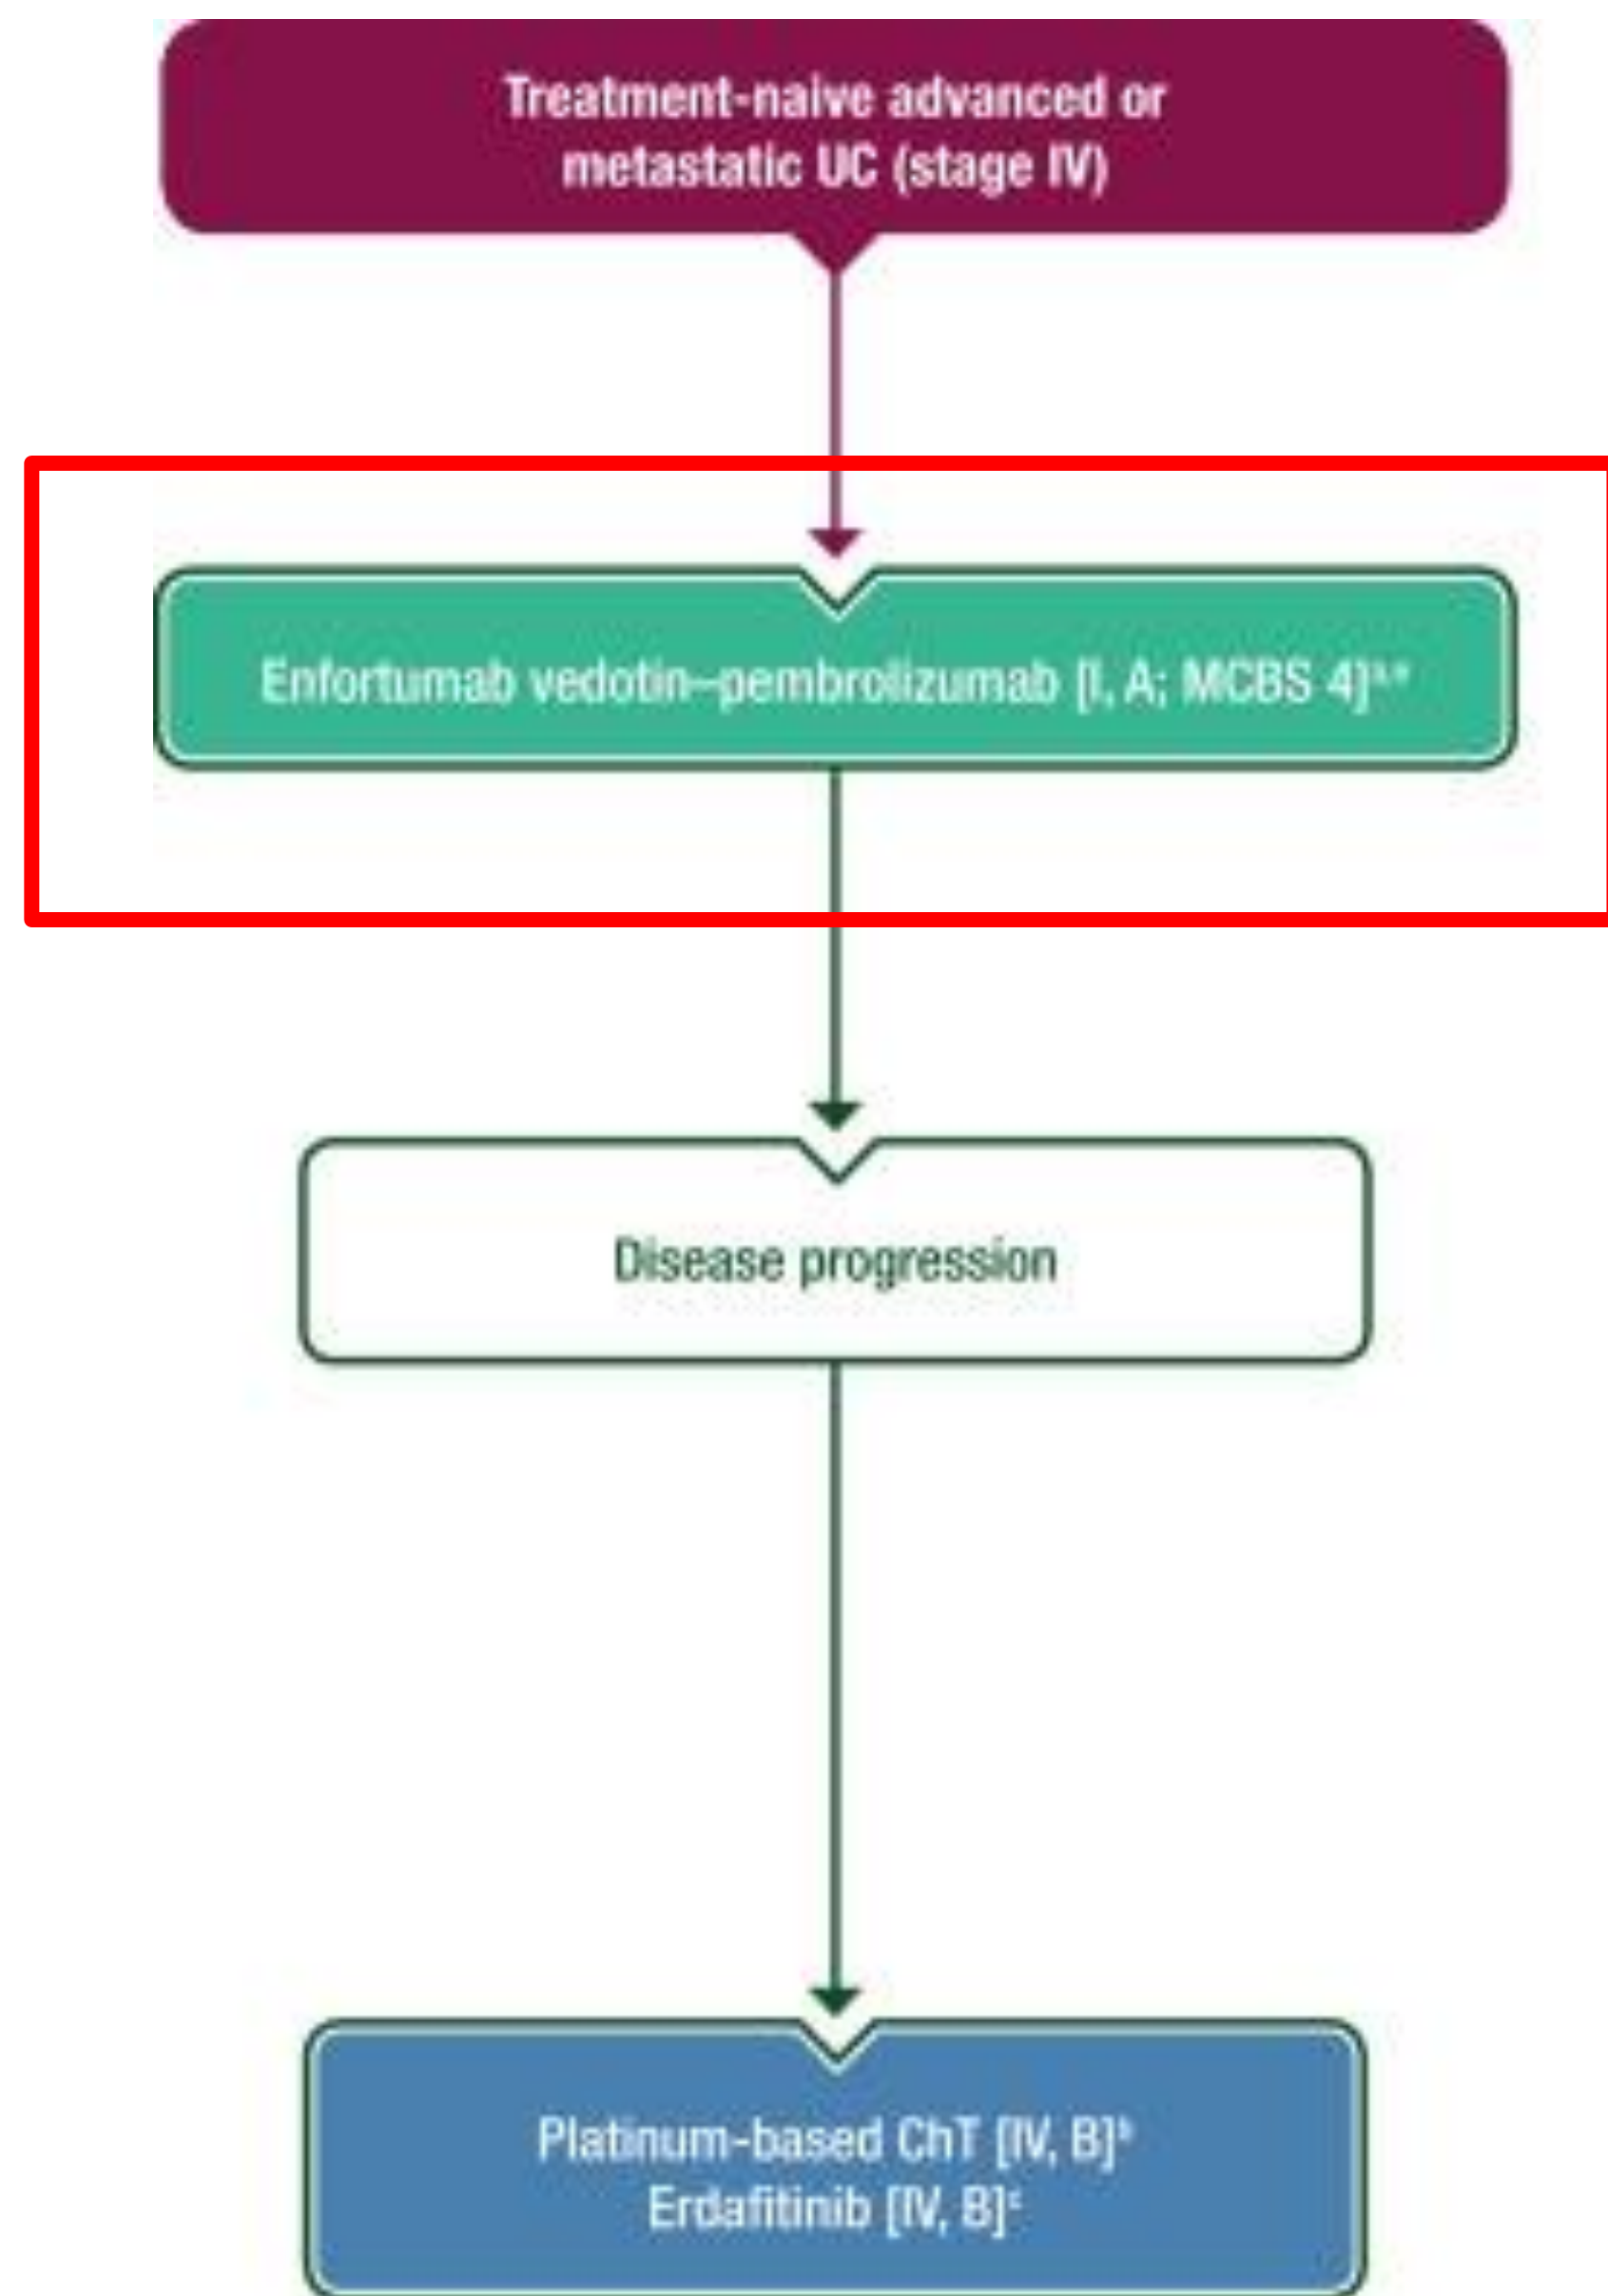 Treatment-naive advanced or
metastatic UC (stage IV)
Enfortumab vedotin–pembrolizumab [I, A; MCBS 4]
Disease progression
Platinum-based ChT [IV, B]ᵇ
Erdafitinib [IV, B]ᶜ